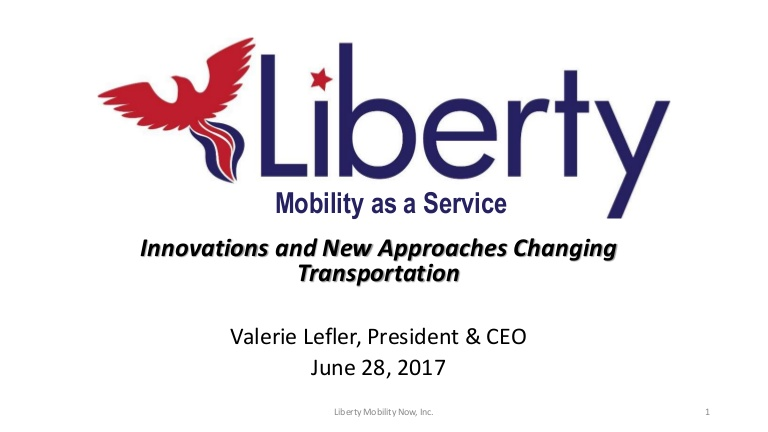 Liberty
Mobility as a Service
Innovations and New Approaches Changing
Transportation
Valerie Lefler, President & CEO
June 28, 2017
Liberty Mobility Now, Inc.
1